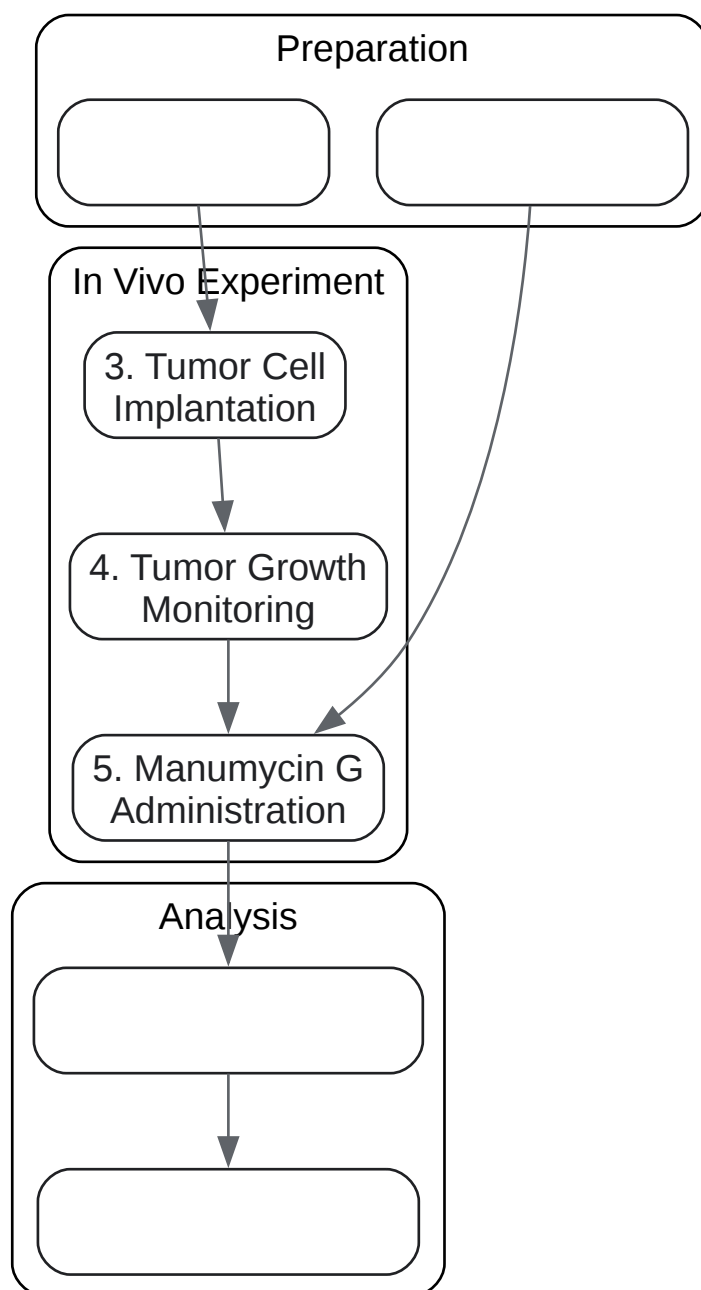 Preparation
In Vivo Experiment
3. Tumor Cell
Implantation
4. Tumor Growth
Monitoring
5. Manumycin G
Administration
Analysis